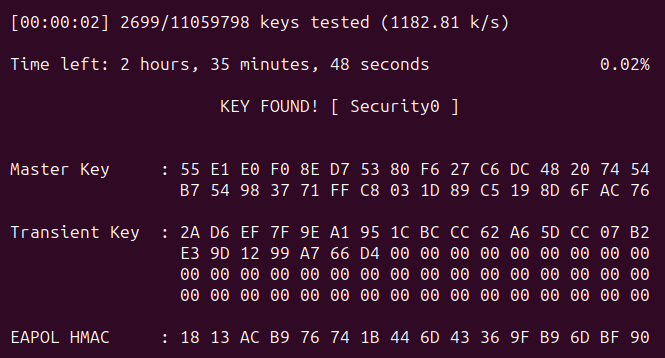 [00:00:02] 2699/11059798 keys tested (1182.81 k/s)
Time left: 2 hours, 35 minutes, 48 seconds 0.02%
KEY FOUND! [ Security0 ]
Master Key : 55 E1 E0 F0 8E D7 53 80 F6 27 C6 DC 48 20 74 54
B7 54 98 37 71 FF C8 03 1D 89 C5 19 8D 6F AC 76
Transient Key : 2A D6 EF 7F 9E A1 95 1C BC CC 62 A6 5D CC 07 B2
E3 9D 12 99 A7 66 D4 00 00 00 00 00 00 00 00 00
00 00 00 00 00 00 00 00 00 00 00 00 00 00 00 00
00 00 00 00 00 00 00 00 00 00 00 00 00 00 00 00
EAPOL HMAC : 18 13 AC B9 76 74 1B 44 6D 43 36 9F B9 6D BF 90